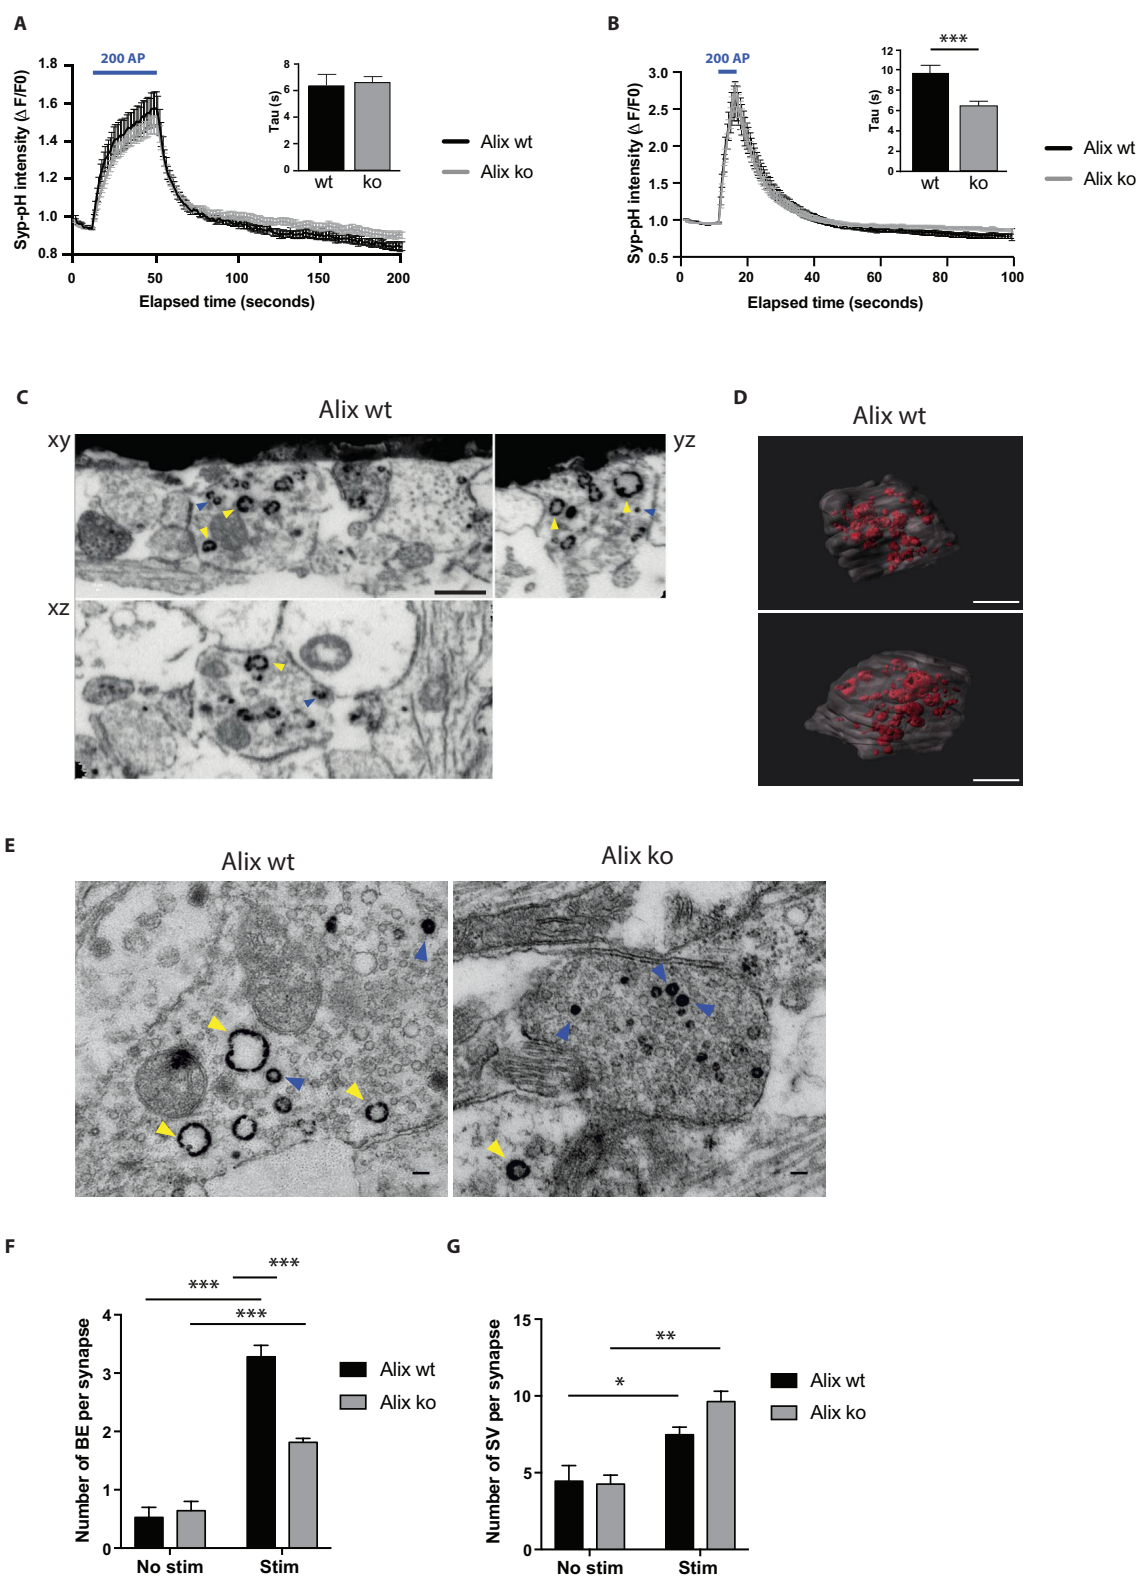 A
200 AP
1.8
1.6
1.4
1.2
1.0
0.8
Syp-pH intensity (Δ F/F0)
0
50
100
150
200
Elapsed time (seconds)
8
6
4
2
0
Tau (s)
wt
ko
Alix wt
Alix ko
B
200 AP
3.0
2.5
2.0
1.5
1.0
0.5
Syp-pH intensity (Δ F/F0)
0
20
40
60
80
100
Elapsed time (seconds)
***
12
10
8
6
4
2
0
Tau (s)
wt
ko
Alix wt
Alix ko
C
Alix wt
xy
yz
xz
D
Alix wt
E
Alix wt
Alix ko
F
***
***
***
4
3
2
1
0
Number of BE per synapse
No stim
Stim
Alix wt
Alix ko
G
**
*
15
10
5
0
Number of SV per synapse
No stim
Stim
Alix wt
Alix ko